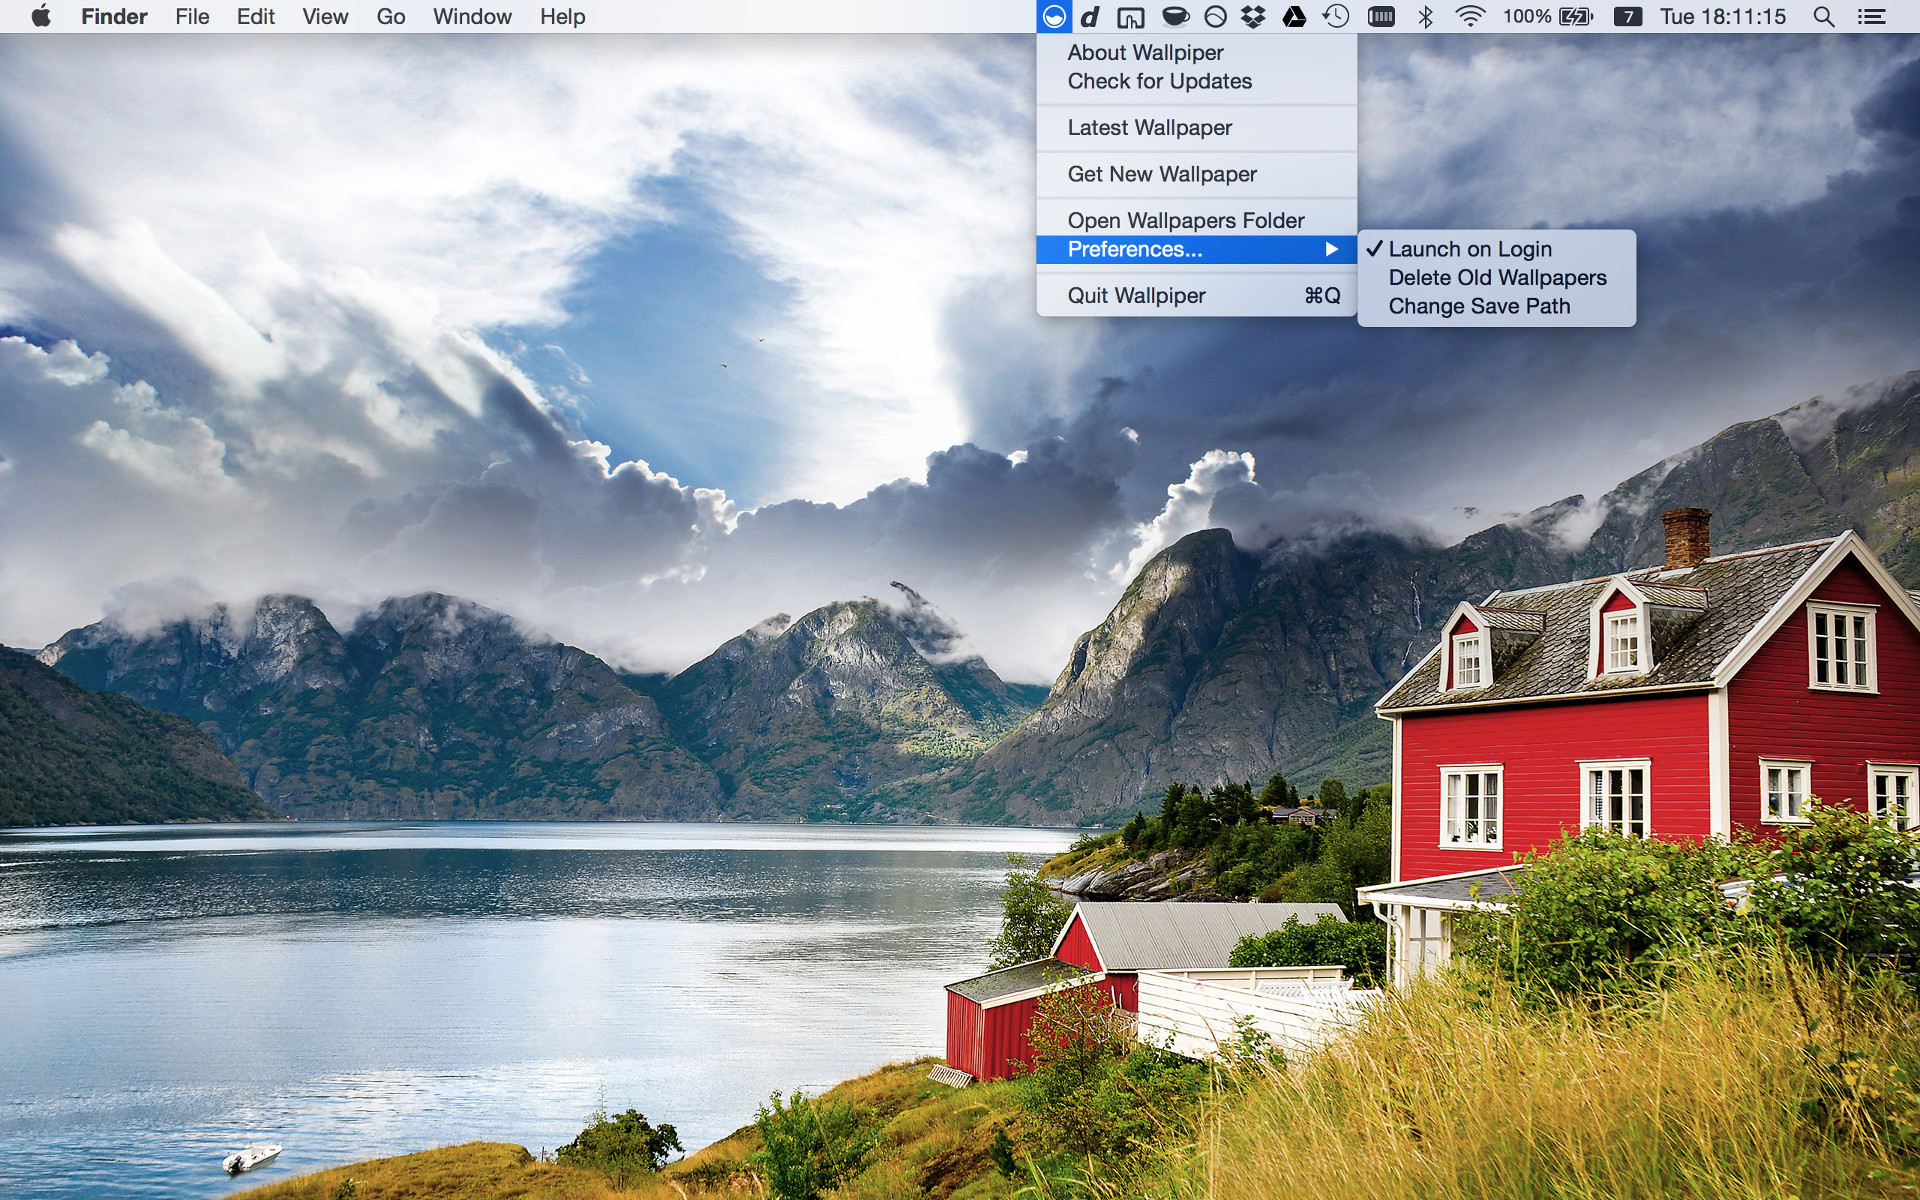 Finder File Edit View Go Window Help d 100% 7 Tue 18:11:15
About Wallpiper
Check for Updates
Latest Wallpaper
Get New Wallpaper
Open Wallpapers Folder
Preferences...
Quit Wallpiper ⌘Q
✓ Launch on Login
Delete Old Wallpapers
Change Save Path